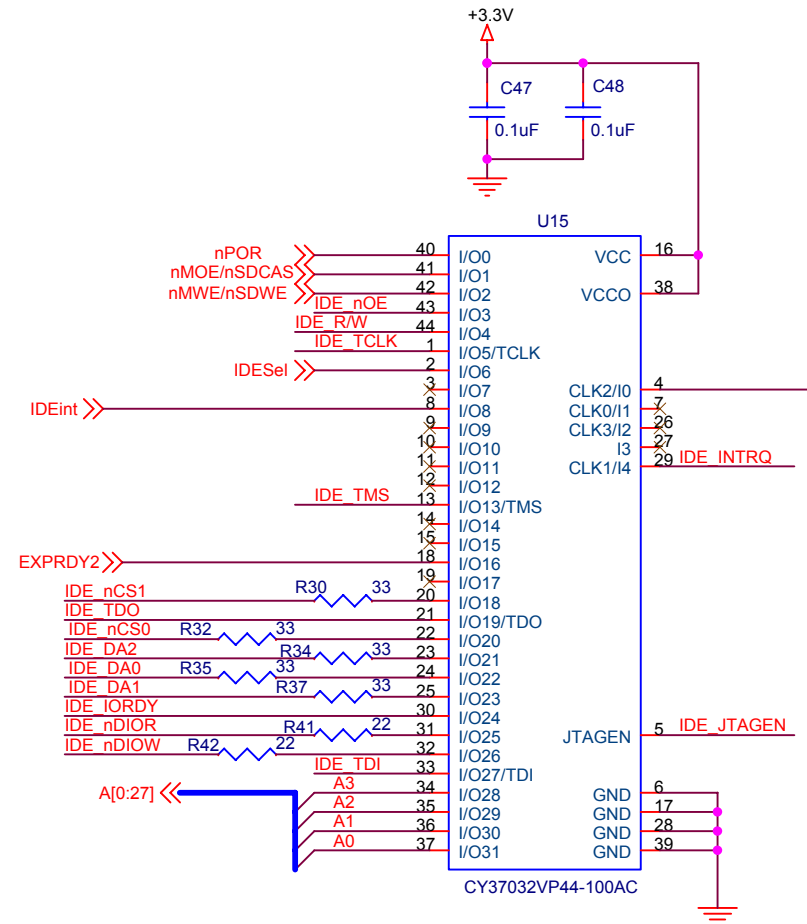 +3.3V
C47
C48
0.1uF
0.1uF
U15
nPOR 40 I/O0 VCC 16
nMOE/nSDCAS 41 I/O1
nMWE/nSDWE 42 I/O2 VCCO 38
IDE_nOE 43 I/O3
IDE_R/W 44 I/O4
IDE_TCLK 1 I/O5/TCLK
IDESel 2 I/O6
3 I/O7 CLK2/I0 4
IDEint 8 I/O8 CLK0/I1 7
9 I/O9 CLK3/I2 26
10 I/O10 I3 27
11 I/O11 CLK1/I4 29 IDE_INTRQ
12 I/O12
IDE_TMS 13 I/O13/TMS
14 I/O14
15 I/O15
EXPRDY2 18 I/O16
19 I/O17
IDE_nCS1 R30 33 20 I/O18
IDE_TDO 21 I/O19/TDO
IDE_nCS0 R32 33 22 I/O20
IDE_DA2 R34 33 23 I/O21
IDE_DA0 R35 33 24 I/O22
IDE_DA1 R37 33 25 I/O23
IDE_IORDY 30 I/O24
IDE_nDIOR R41 22 31 I/O25 JTAGEN 5 IDE_JTAGEN
IDE_nDIOW R42 22 32 I/O26
IDE_TDI 33 I/O27/TDI
A[0:27] A3 34 I/O28 GND 6
A2 35 I/O29 GND 17
A1 36 I/O30 GND 28
A0 37 I/O31 GND 39
CY37032VP44-100AC